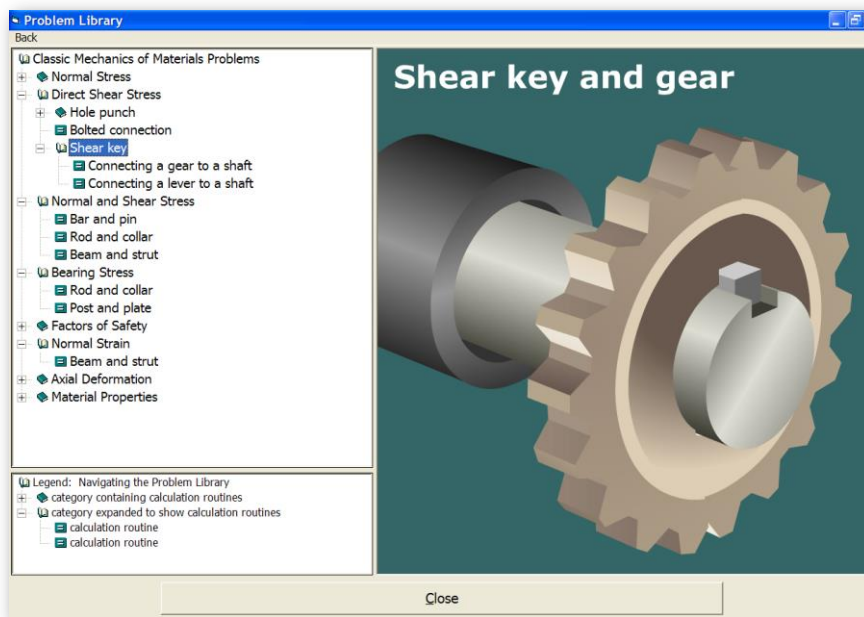 Problem Library
Back
Classic Mechanics of Materials Problems
Normal Stress
Direct Shear Stress
Hole punch
Bolted connection
Shear key
Connecting a gear to a shaft
Connecting a lever to a shaft
Normal and Shear Stress
Bar and pin
Rod and collar
Beam and strut
Bearing Stress
Rod and collar
Post and plate
Factors of Safety
Normal Strain
Beam and strut
Axial Deformation
Material Properties
Legend: Navigating the Problem Library
category containing calculation routines
category expanded to show calculation routines
calculation routine
calculation routine
Shear key and gear
Close